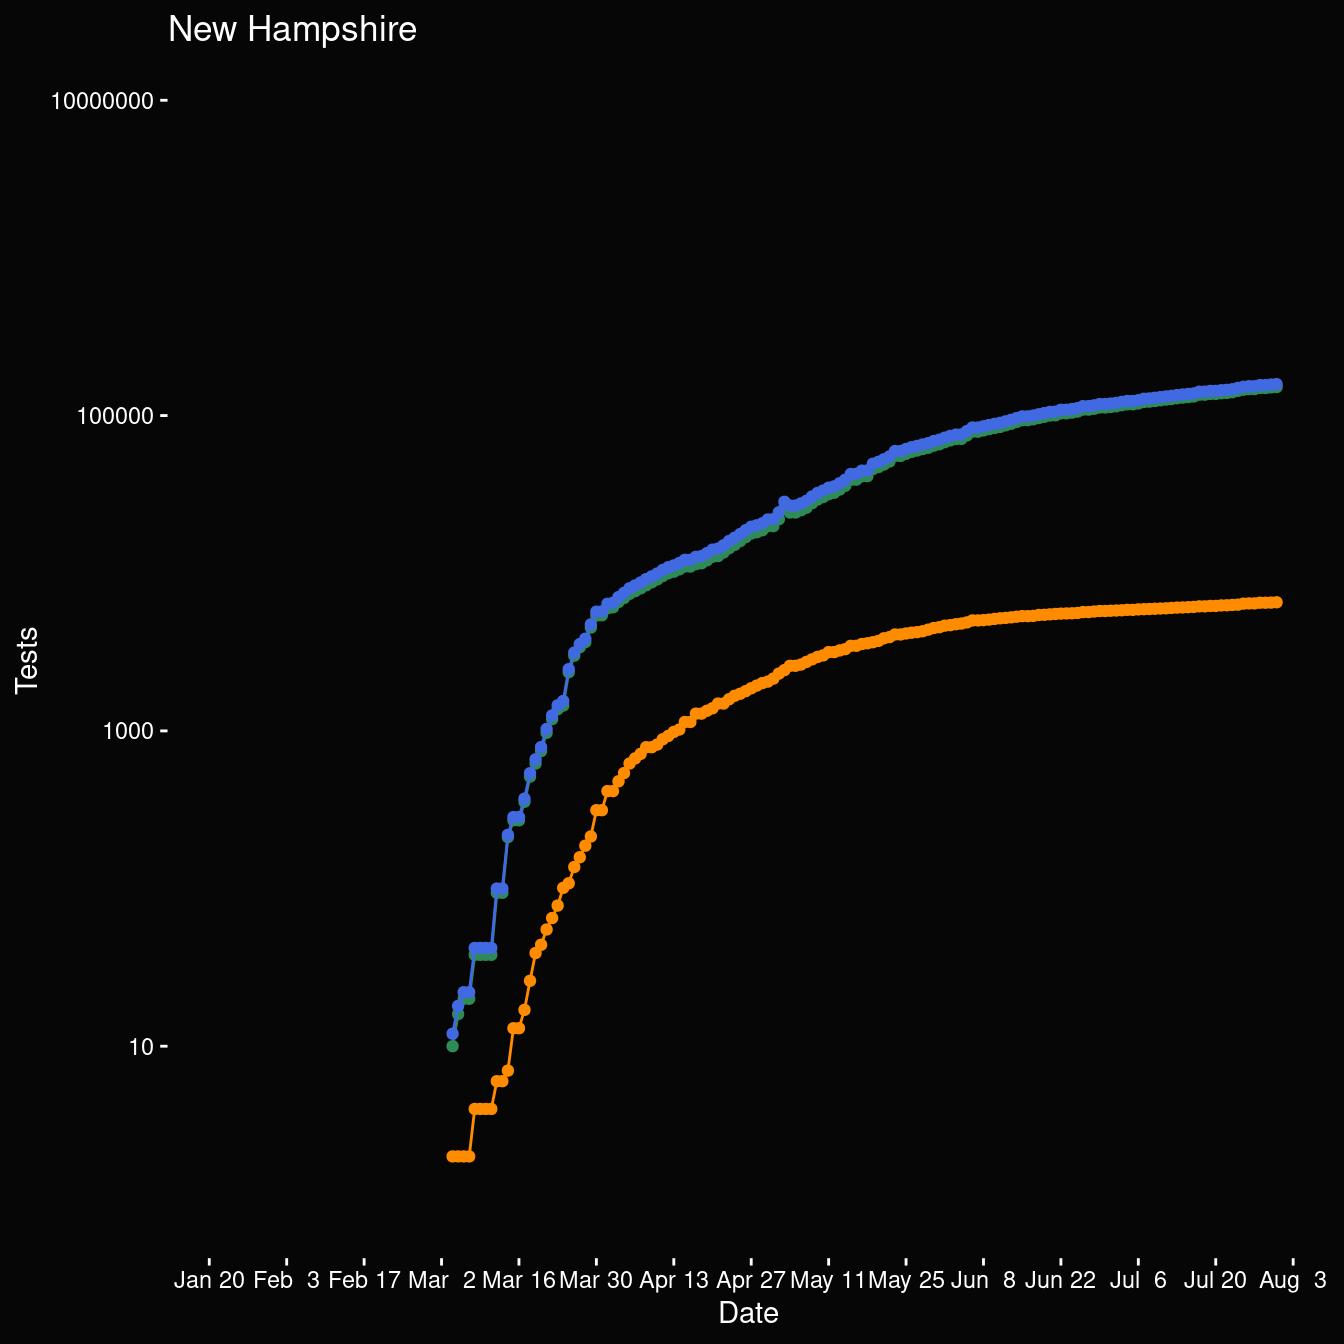 New Hampshire
10000000
100000
1000
10
Tests
Jan 20 Feb 3 Feb 17 Mar 2 Mar 16 Mar 30 Apr 13 Apr 27 May 11 May 25 Jun 8 Jun 22 Jul 6 Jul 20 Aug 3
Date